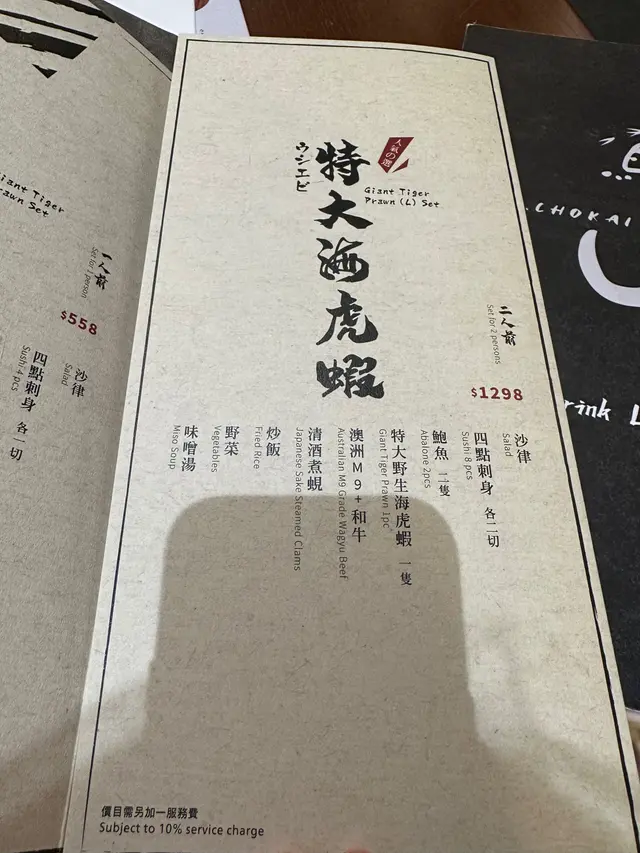 人氣の選
特大海虎蝦
ウシエビ
Giant Tiger
Prawn (L) Set
二人前
Set for 2 persons
$1298
沙律
Salad
四點刺身 各二切
Sushi 8 pcs
鮑魚 二隻
Abalone 2pcs
特大野生海虎蝦 一隻
Giant Tiger Prawn 1pc
澳洲M9+和牛
Australian M9 Grade Wagyu Beef
清酒煮蜆
Japanese Sake Steamed Clams
炒飯
Fried Rice
野菜
Vegetables
味噌湯
Miso Soup
價目需另加一服務費
Subject to 10% service charge
iant Tiger
rawn Set
一人前
Set for 1 person
$558
沙律
Salad
四點刺身 各一切
Sushi 4 pcs
CHOKAI
rink L